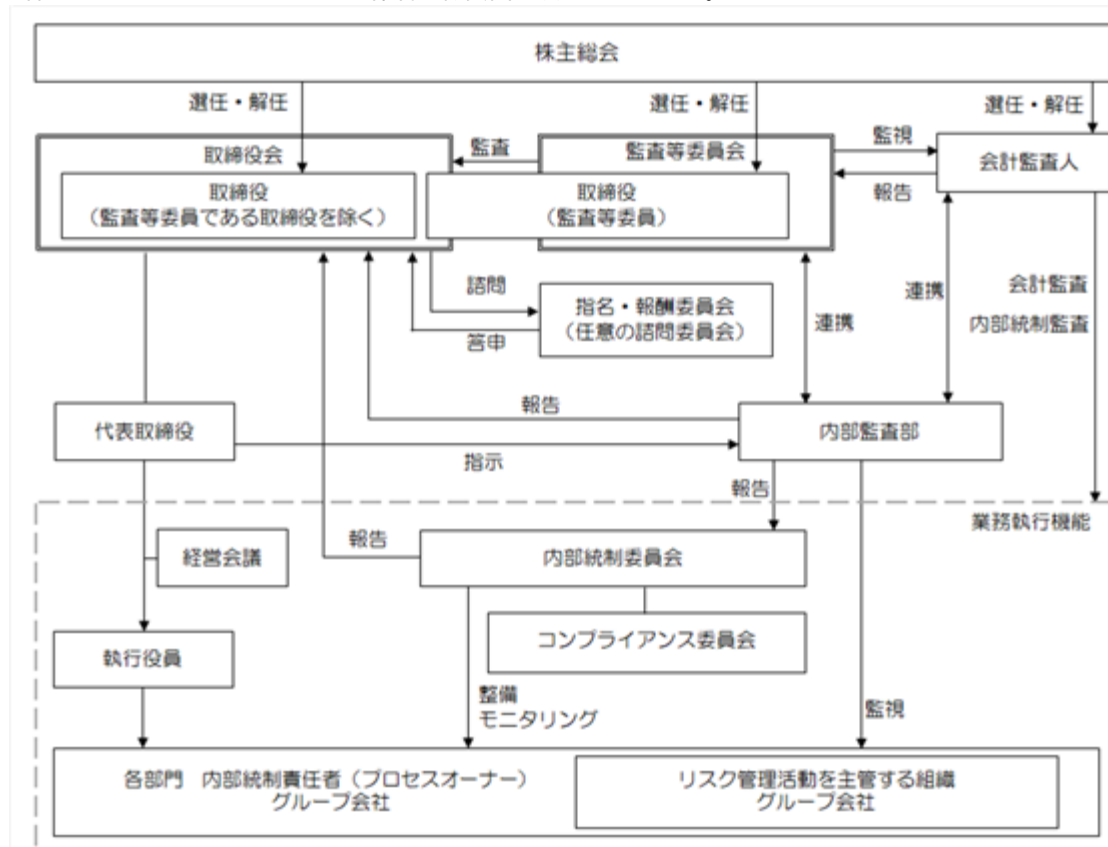 株主総会
選任・解任
選任・解任
選任・解任
取締役会
監査
監査等委員会
監視
会計監査人
報告
取締役
（監査等委員である取締役を除く）
取締役
（監査等委員）
諮問
答申
指名・報酬委員会
（任意の諮問委員会）
連携
連携
会計監査
内部統制監査
報告
代表取締役
指示
内部監査部
報告
業務執行機能
経営会議
報告
内部統制委員会
コンプライアンス委員会
執行役員
整備
モニタリング
監視
各部門　内部統制責任者（プロセスオーナー）
グループ会社
リスク管理活動を主管する組織
グループ会社